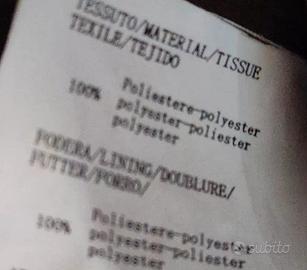 TESSUTO/MATERIAL/TISSUE
TEXILE/TEJIDO
100% Poliestere-polyester
polyester-poliester
polyester
FODERA/LINING/DOUBLURE/
FUTTER/FORRO/
100% Poliestere-polyester
polyester-poliester
polyester
subito